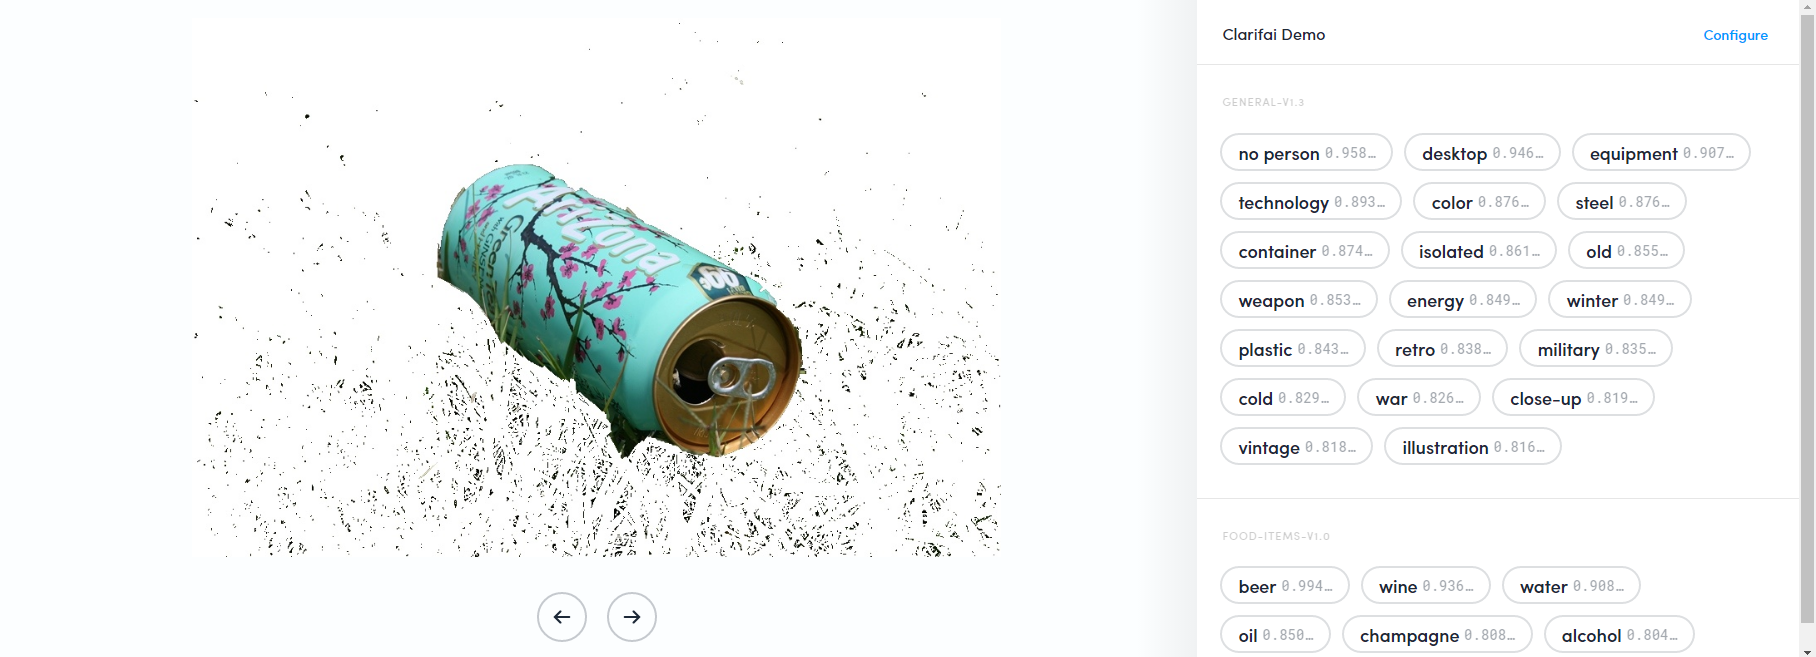 Clarifai Demo
Configure
GENERAL-V1.3
no person 0.958…
desktop 0.946…
equipment 0.907…
technology 0.893…
color 0.876…
steel 0.876…
container 0.874…
isolated 0.861…
old 0.855…
weapon 0.853…
energy 0.849…
winter 0.849…
plastic 0.843…
retro 0.838…
military 0.835…
cold 0.829…
war 0.826…
close-up 0.819…
vintage 0.818…
illustration 0.816…
FOOD-ITEMS-V1.0
beer 0.994…
wine 0.936…
water 0.908…
oil 0.850…
champagne 0.808…
alcohol 0.804…
AriZona
Green